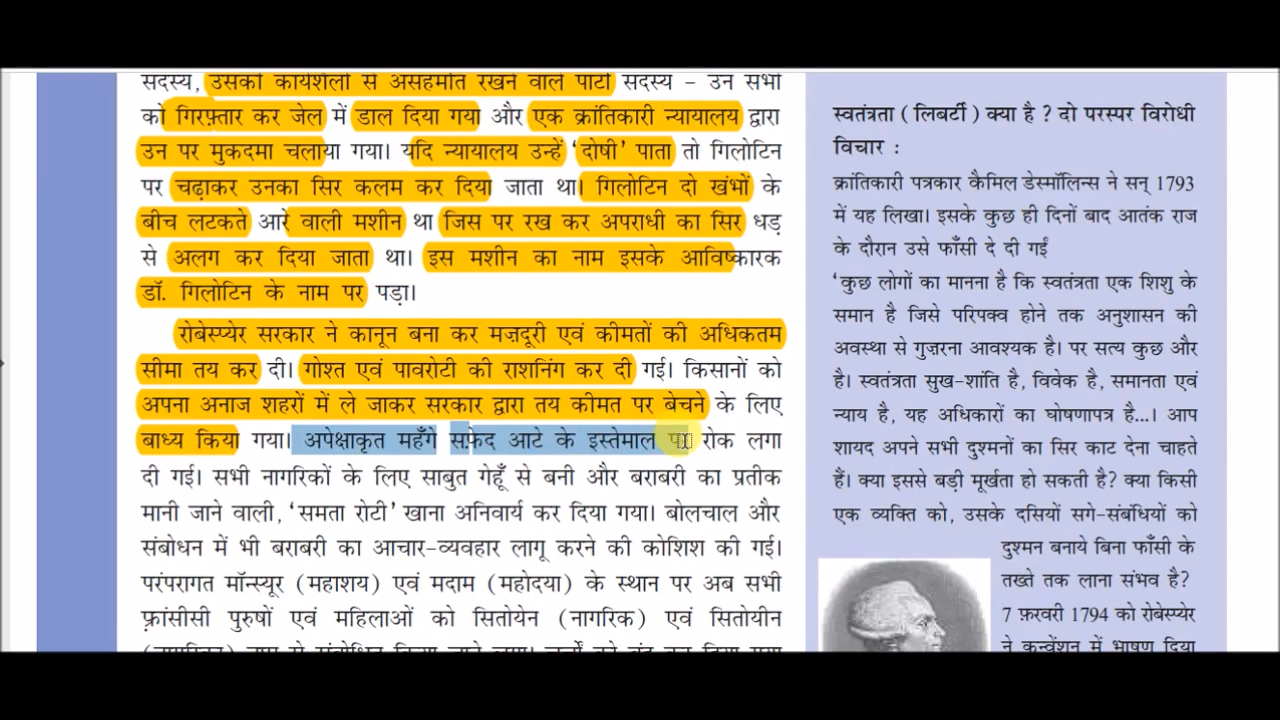 सदस्य, उसकी कार्यशैली से असहमति रखने वाले पार्टी सदस्य – उन सभी
को गिरफ़्तार कर जेल में डाल दिया गया और एक क्रांतिकारी न्यायालय द्वारा
उन पर मुक़दमा चलाया गया। यदि न्यायालय उन्हें 'दोषी' पाता तो गिलोटिन
पर चढ़ाकर उनका सिर कलम कर दिया जाता था। गिलोटिन दो खंभों के
बीच लटकते आरे वाली मशीन था जिस पर रख कर अपराधी का सिर धड़
से अलग कर दिया जाता था। इस मशीन का नाम इसके आविष्कारक
डॉ. गिलोटिन के नाम पर पड़ा।
रोबेस्प्येर सरकार ने कानून बना कर मज़दूरी एवं कीमतों की अधिकतम
सीमा तय कर दी। गोश्त एवं पावरोटी की राशनिंग कर दी गई। किसानों को
अपना अनाज शहरों में ले जाकर सरकार द्वारा तय कीमत पर बेचने के लिए
बाध्य किया गया। अपेक्षाकृत महँगे सफ़ेद आटे के इस्तेमाल पर रोक लगा
दी गई। सभी नागरिकों के लिए साबुत गेहूँ से बनी और बराबरी का प्रतीक
मानी जाने वाली, 'समता रोटी' खाना अनिवार्य कर दिया गया। बोलचाल और
संबोधन में भी बराबरी का आचार–व्यवहार लागू करने की कोशिश की गई।
परंपरागत मॉन्स्यूर (महाशय) एवं मदाम (महोदया) के स्थान पर अब सभी
फ़्रांसीसी पुरुषों एवं महिलाओं को सितोयेन (नागरिक) एवं सितोयीन
(नागरिक) नाम से संबोधित किया जाने लगा। चर्चों को बंद कर दिया गया
स्वतंत्रता (लिबर्टी) क्या है? दो परस्पर विरोधी
विचार :
क्रांतिकारी पत्रकार कैमिल डेस्मॉलिन्स ने सन् 1793
में यह लिखा। इसके कुछ ही दिनों बाद आतंक राज
के दौरान उसे फाँसी दे दी गई
'कुछ लोगों का मानना है कि स्वतंत्रता एक शिशु के
समान है जिसे परिपक्व होने तक अनुशासन की
अवस्था से गुज़रना आवश्यक है। पर सत्य कुछ और
है। स्वतंत्रता सुख–शांति है, विवेक है, समानता एवं
न्याय है, यह अधिकारों का घोषणापत्र है...। आप
शायद अपने सभी दुश्मनों का सिर काट देना चाहते
हैं। क्या इससे बड़ी मूर्खता हो सकती है? क्या किसी
एक व्यक्ति को, उसके दसियों सगे–संबंधियों को
दुश्मन बनाये बिना फाँसी के
तख्ते तक लाना संभव है?
7 फ़रवरी 1794 को रोबेस्प्येर
ने कन्वेंशन में भाषण दिया